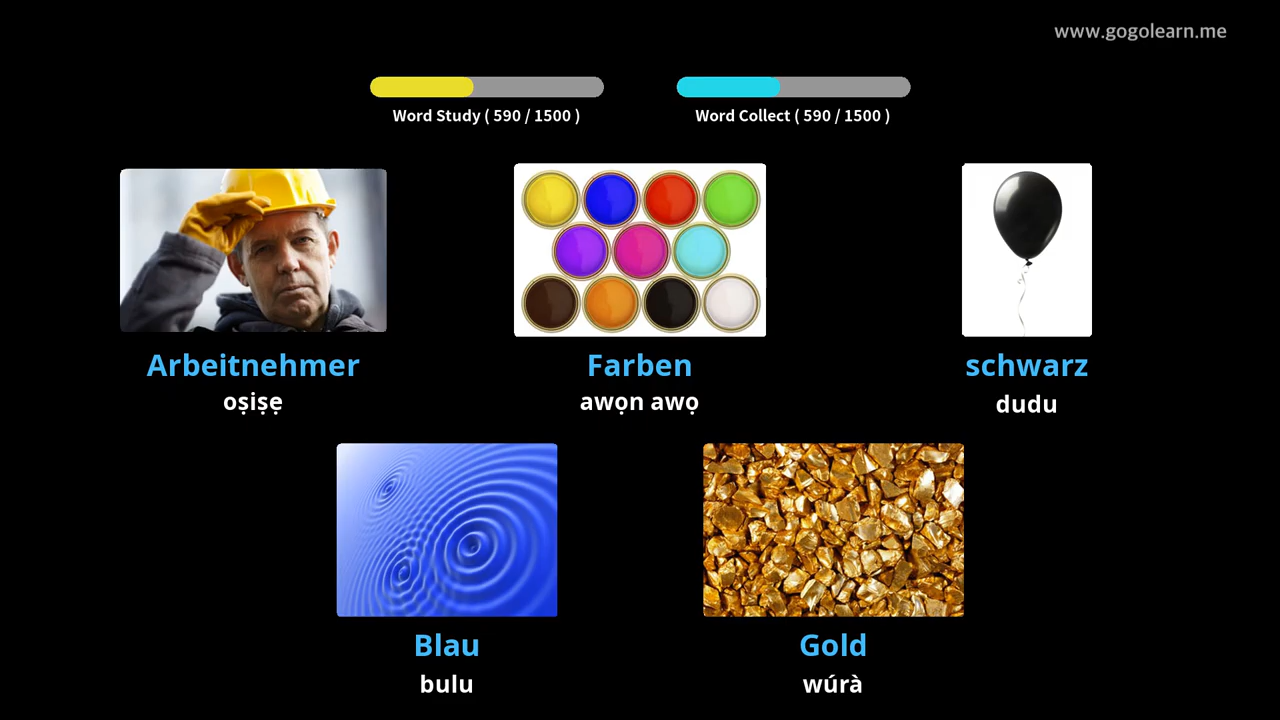 www.gogolearn.me
Word Study ( 590 / 1500 )
Word Collect ( 590 / 1500 )
Arbeitnehmer
Farben
schwarz
oṣiṣẹ
awọn awọ
dudu
Blau
Gold
bulu
wúrà